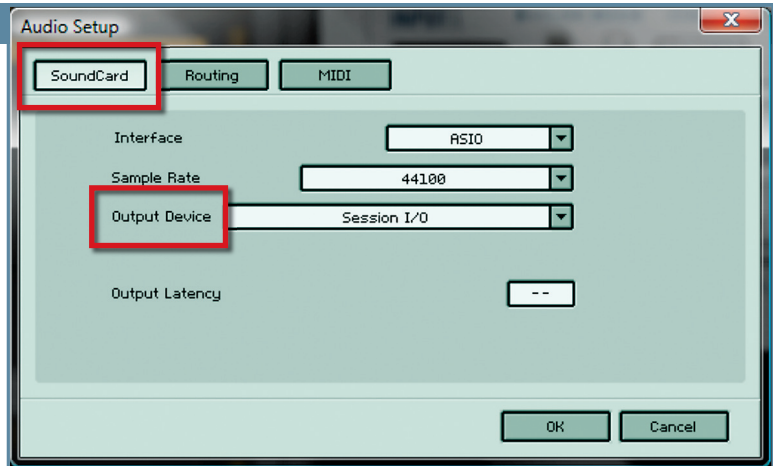 Audio Setup
SoundCard Routing MIDI
Interface ASIO
Sample Rate 44100
Output Device Session I/O
Output Latency --
OK Cancel